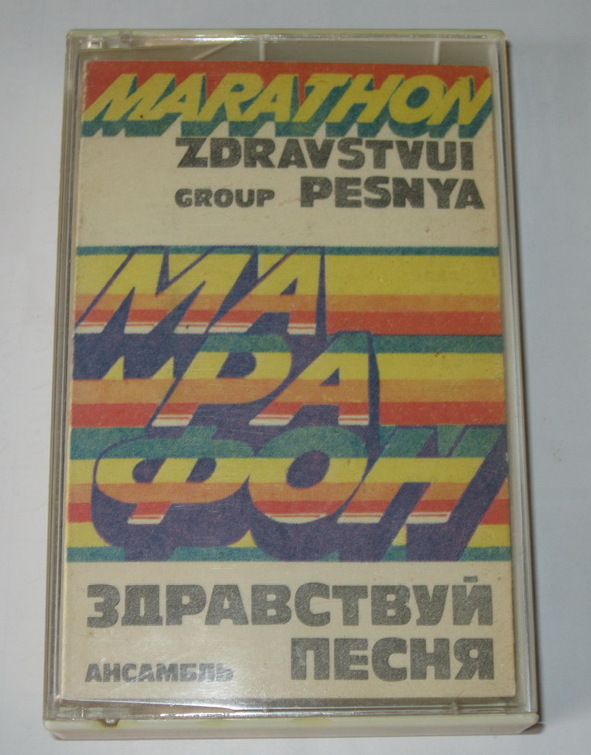 MARATHON
ZDRAVSTVUI
GROUP PESNYA
МА
РА
ФОН
ЗДРАВСТВУЙ
АНСАМБЛЬ ПЕСНЯ